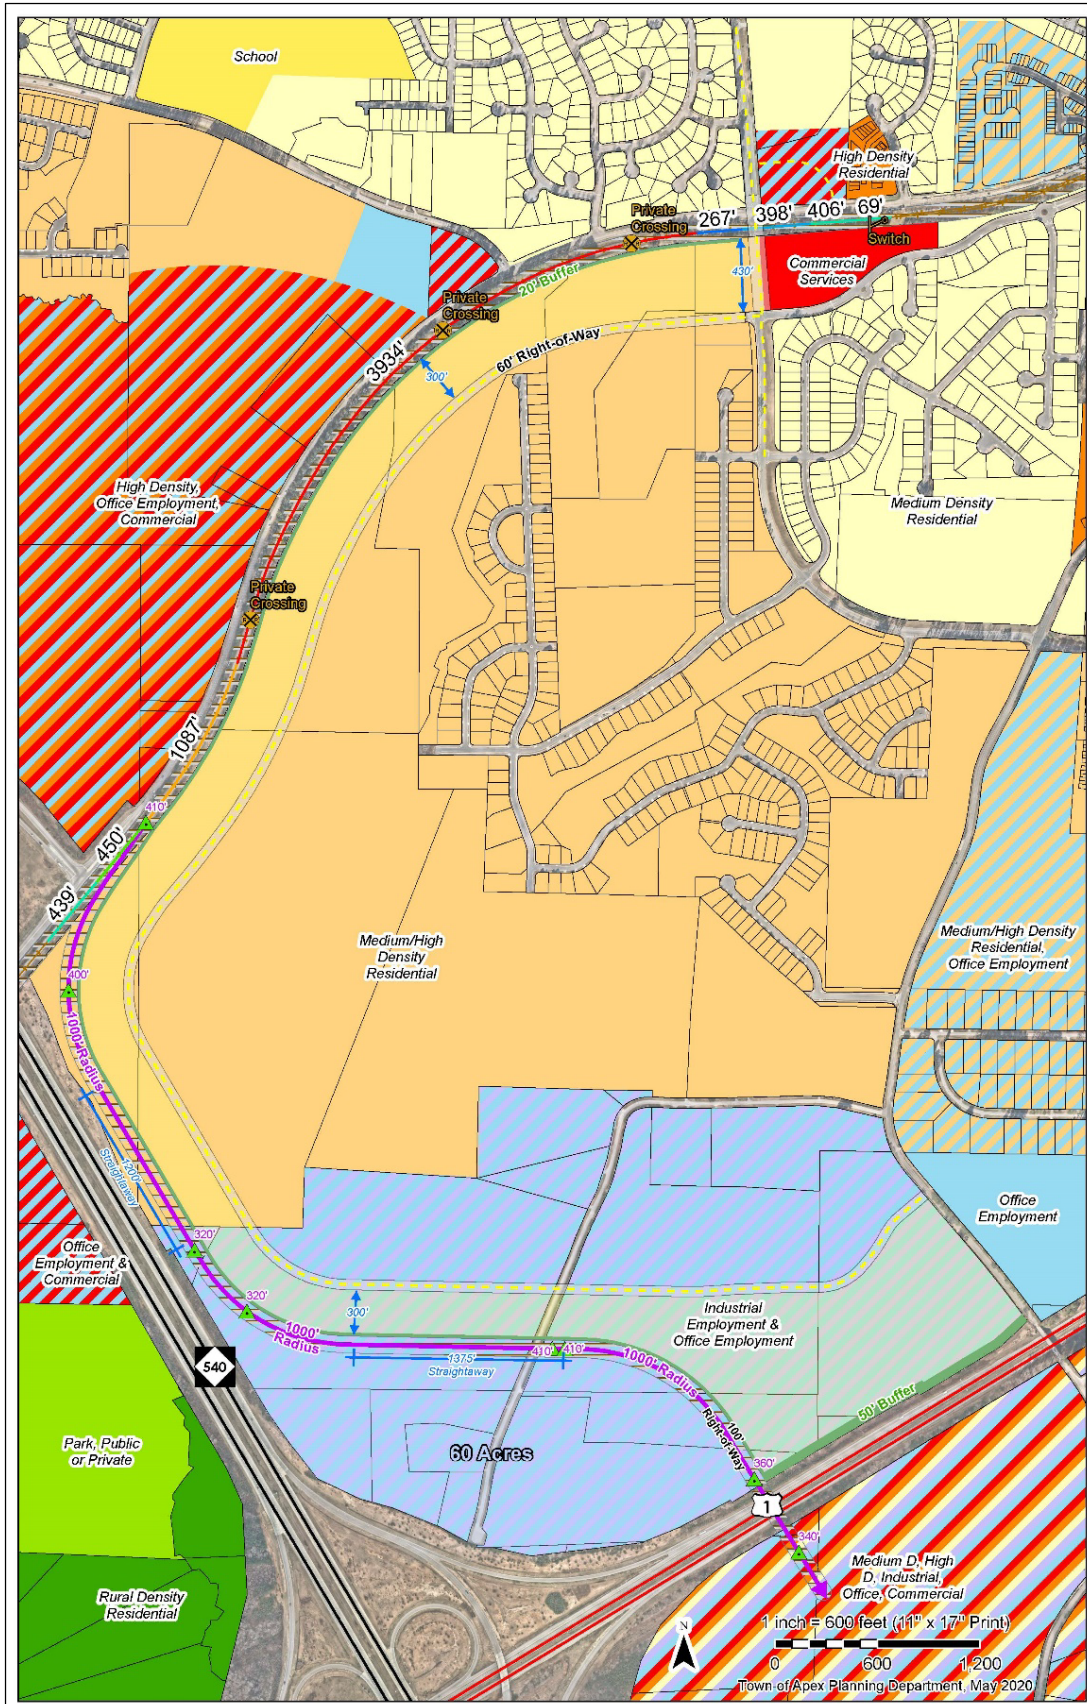 School
High Density
Residential
Private
Crossing
267'
398'
406'
69'
Switch
Commercial
Services
430'
20' Buffer
Private
Crossing
60' Right-of-Way
3934'
300'
High Density,
Office Employment,
Commercial
Medium Density
Residential
Private
Crossing
1087'
410'
450'
439'
Medium/High
Density
Residential
Medium/High Density
Residential,
Office Employment
400'
1000' Radius
1200'
Straightaway
Office
Employment
320'
Office
Employment &
Commercial
320'
300'
Industrial
Employment &
Office Employment
1000'
Radius
410'
410'
1375'
Straightaway
1000' Radius
540
50' Buffer
100'
Right-of-Way
Park, Public
or Private
60 Acres
360'
1
340'
Medium D, High
D, Industrial,
Office, Commercial
Rural Density
Residential
1 inch = 600 feet (11" x 17" Print)
N
0
600
1,200
Town of Apex Planning Department, May 2020